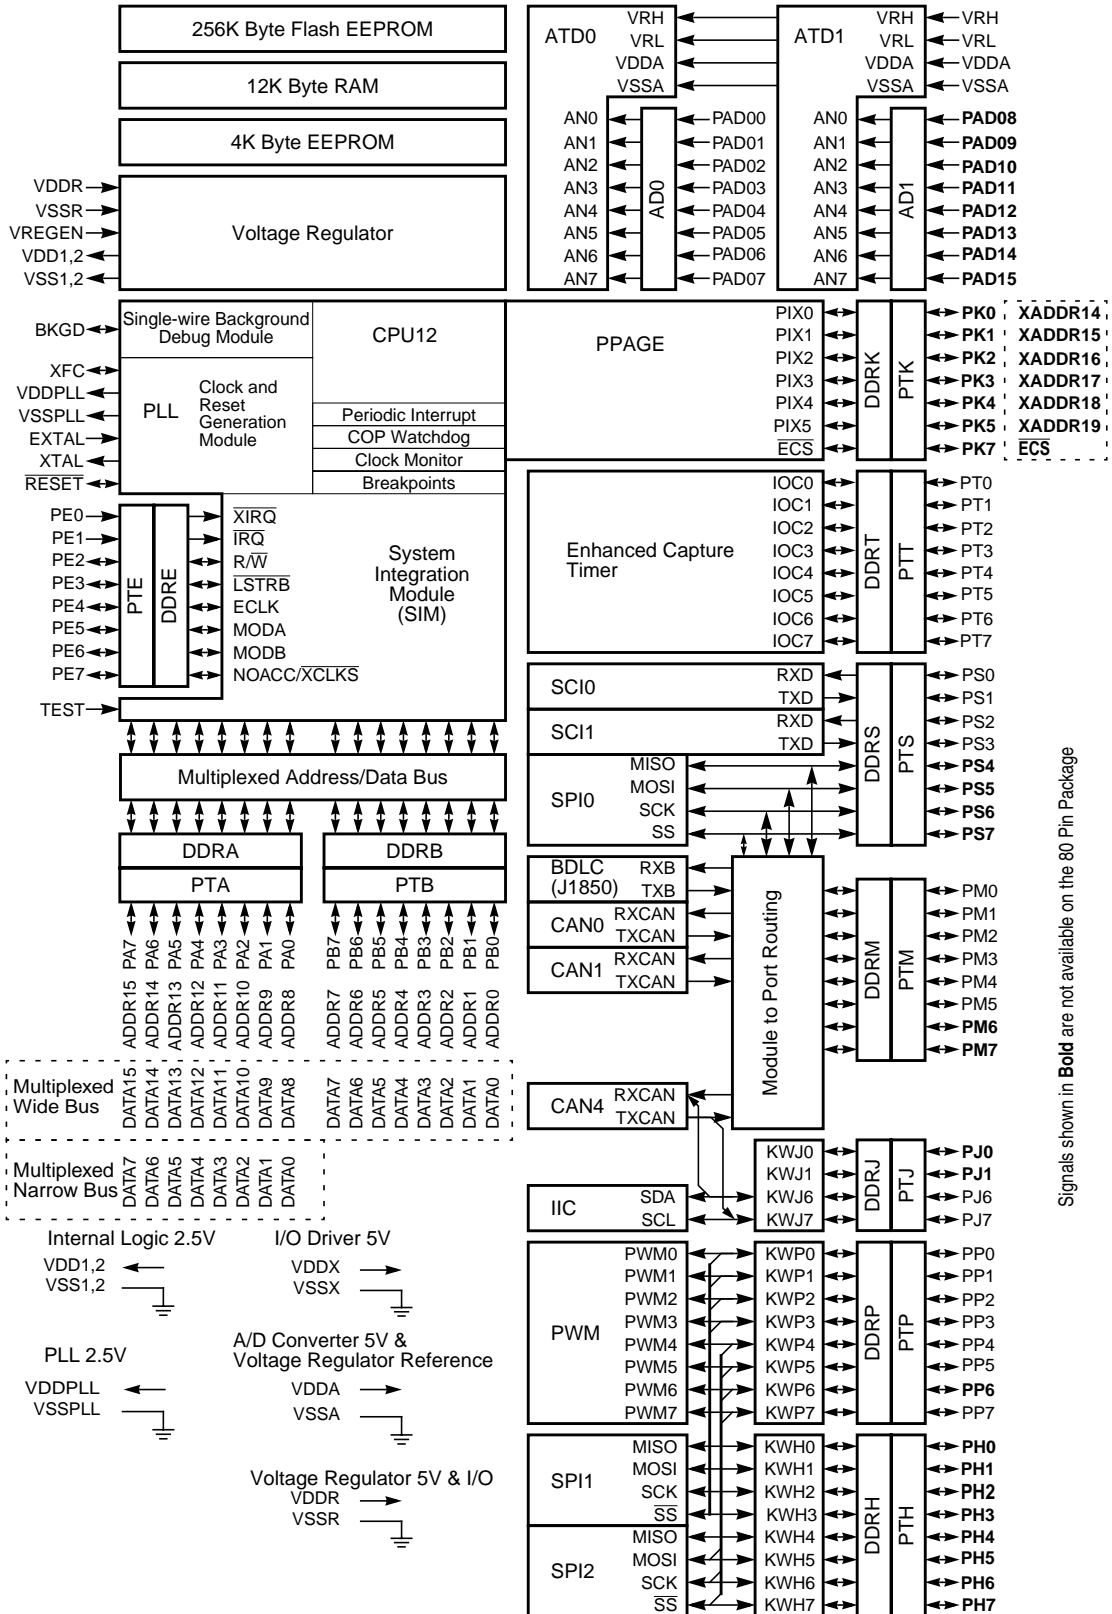 256K Byte Flash EEPROM
12K Byte RAM
4K Byte EEPROM
VDDR
VSSR
VREGEN
VDD1,2
VSS1,2
Voltage Regulator
ATD0
VRH
VRL
VDDA
VSSA
AN0
AN1
AN2
AN3
AN4
AN5
AN6
AN7
AD0
PAD00
PAD01
PAD02
PAD03
PAD04
PAD05
PAD06
PAD07
ATD1
VRH
VRL
VDDA
VSSA
VRH
VRL
VDDA
VSSA
AN0
AN1
AN2
AN3
AN4
AN5
AN6
AN7
AD1
PAD08
PAD09
PAD10
PAD11
PAD12
PAD13
PAD14
PAD15
BKGD
XFC
VDDPLL
VSSPLL
EXTAL
XTAL
RESET
Single-wire Background
Debug Module
CPU12
PLL
Clock and
Reset
Generation
Module
Periodic Interrupt
COP Watchdog
Clock Monitor
Breakpoints
PPAGE
PIX0
PIX1
PIX2
PIX3
PIX4
PIX5
ECS
DDRK
PTK
PK0 XADDR14
PK1 XADDR15
PK2 XADDR16
PK3 XADDR17
PK4 XADDR18
PK5 XADDR19
PK7 ECS
PE0
PE1
PE2
PE3
PE4
PE5
PE6
PE7
TEST
PTE
DDRE
XIRQ
IRQ
R/W
LSTRB
ECLK
MODA
MODB
NOACC/XCLKS
System
Integration
Module
(SIM)
Enhanced Capture
Timer
IOC0
IOC1
IOC2
IOC3
IOC4
IOC5
IOC6
IOC7
DDRT
PTT
PT0
PT1
PT2
PT3
PT4
PT5
PT6
PT7
SCI0
RXD
TXD
SCI1
RXD
TXD
SPI0
MISO
MOSI
SCK
SS
DDRS
PTS
PS0
PS1
PS2
PS3
PS4
PS5
PS6
PS7
Multiplexed Address/Data Bus
DDRA
PTA
DDRB
PTB
PA7
PA6
PA5
PA4
PA3
PA2
PA1
PA0
PB7
PB6
PB5
PB4
PB3
PB2
PB1
PB0
ADDR15
ADDR14
ADDR13
ADDR12
ADDR11
ADDR10
ADDR9
ADDR8
ADDR7
ADDR6
ADDR5
ADDR4
ADDR3
ADDR2
ADDR1
ADDR0
Multiplexed
Wide Bus
DATA15
DATA14
DATA13
DATA12
DATA11
DATA10
DATA9
DATA8
DATA7
DATA6
DATA5
DATA4
DATA3
DATA2
DATA1
DATA0
Multiplexed
Narrow Bus
DATA7
DATA6
DATA5
DATA4
DATA3
DATA2
DATA1
DATA0
BDLC
(J1850)
RXB
TXB
CAN0
RXCAN
TXCAN
CAN1
RXCAN
TXCAN
CAN4
RXCAN
TXCAN
Module to Port Routing
DDRM
PTM
PM0
PM1
PM2
PM3
PM4
PM5
PM6
PM7
IIC
SDA
SCL
KWJ0
KWJ1
KWJ6
KWJ7
DDRJ
PTJ
PJ0
PJ1
PJ6
PJ7
PWM
PWM0
PWM1
PWM2
PWM3
PWM4
PWM5
PWM6
PWM7
KWP0
KWP1
KWP2
KWP3
KWP4
KWP5
KWP6
KWP7
DDRP
PTP
PP0
PP1
PP2
PP3
PP4
PP5
PP6
PP7
SPI1
MISO
MOSI
SCK
SS
SPI2
MISO
MOSI
SCK
SS
KWH0
KWH1
KWH2
KWH3
KWH4
KWH5
KWH6
KWH7
DDRH
PTH
PH0
PH1
PH2
PH3
PH4
PH5
PH6
PH7
Internal Logic 2.5V
VDD1,2
VSS1,2
I/O Driver 5V
VDDX
VSSX
PLL 2.5V
VDDPLL
VSSPLL
A/D Converter 5V &
Voltage Regulator Reference
VDDA
VSSA
Voltage Regulator 5V & I/O
VDDR
VSSR
Signals shown in Bold are not available on the 80 Pin Package